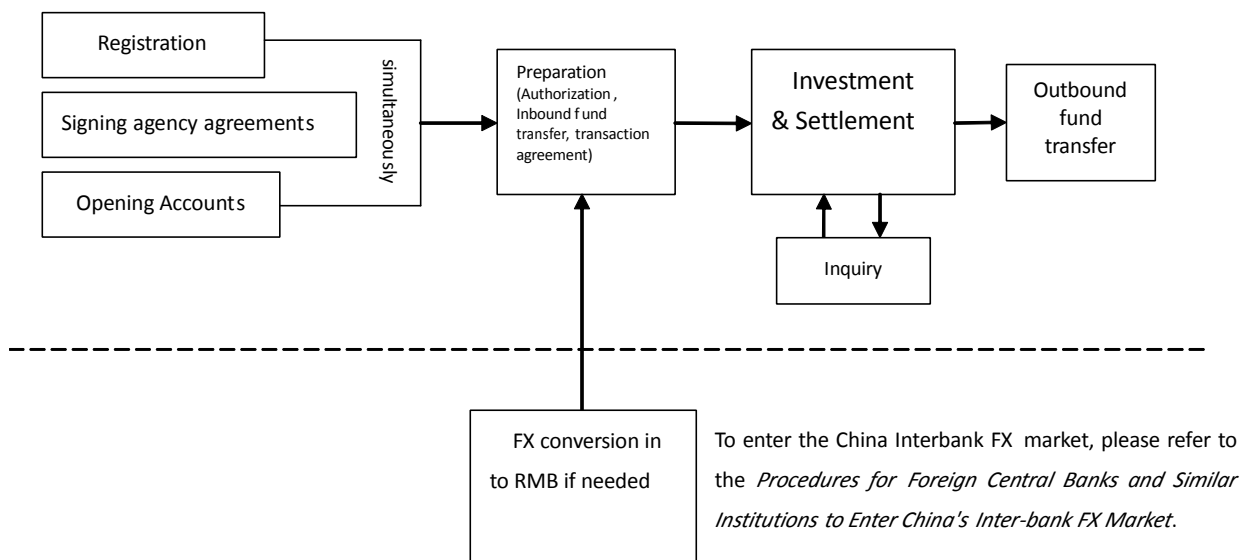 Registration
Signing agency agreements
Opening Accounts
simultaneously
Preparation
(Authorization ,
Inbound fund
transfer, transaction
agreement)
Investment
& Settlement
Outbound
fund
transfer
Inquiry
FX conversion in
to RMB if needed
To enter the China Interbank FX market, please refer to
the Procedures for Foreign Central Banks and Similar
Institutions to Enter China's Inter-bank FX Market.